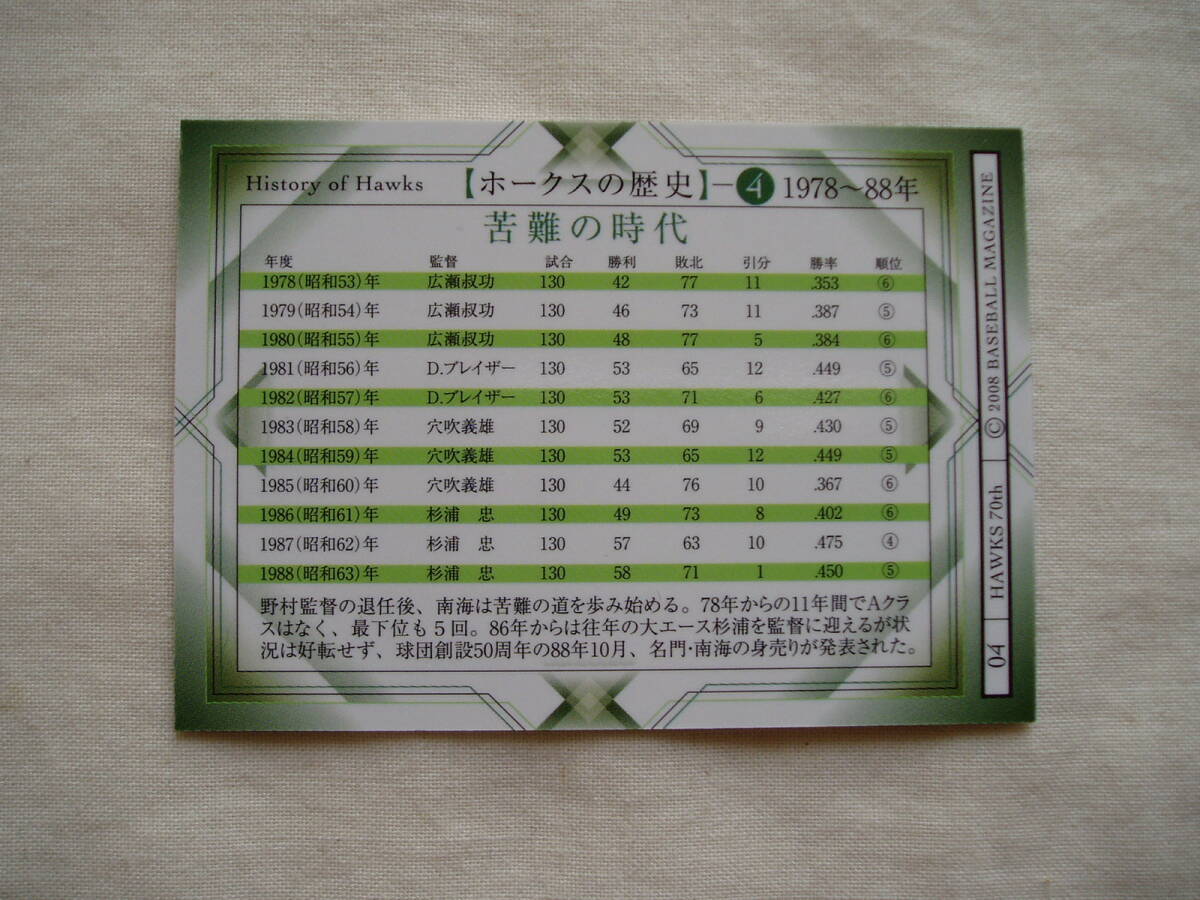 History of Hawks 【ホークスの歴史】―4 1978～88年
苦難の時代
年度 監督 試合 勝利 敗北 引分 勝率 順位
1978(昭和53)年 広瀬叔功 130 42 77 11 .353 ⑥
1979(昭和54)年 広瀬叔功 130 46 73 11 .387 ⑤
1980(昭和55)年 広瀬叔功 130 48 77 5 .384 ⑥
1981(昭和56)年 D.ブレイザー 130 53 65 12 .449 ⑤
1982(昭和57)年 D.ブレイザー 130 53 71 6 .427 ⑥
1983(昭和58)年 穴吹義雄 130 52 69 9 .430 ⑤
1984(昭和59)年 穴吹義雄 130 53 65 12 .449 ⑤
1985(昭和60)年 穴吹義雄 130 44 76 10 .367 ⑥
1986(昭和61)年 杉浦 忠 130 49 73 8 .402 ⑥
1987(昭和62)年 杉浦 忠 130 57 63 10 .475 ④
1988(昭和63)年 杉浦 忠 130 58 71 1 .450 ⑤
野村監督の退任後、南海は苦難の道を歩み始める。78年からの11年間でAクラ
スはなく、最下位も5回。86年からは往年の大エース杉浦を監督に迎えるが状
況は好転せず、球団創設50周年の88年10月、名門・南海の身売りが発表された。
04 HAWKS 70th Ⓒ 2008 BASEBALL MAGAZINE